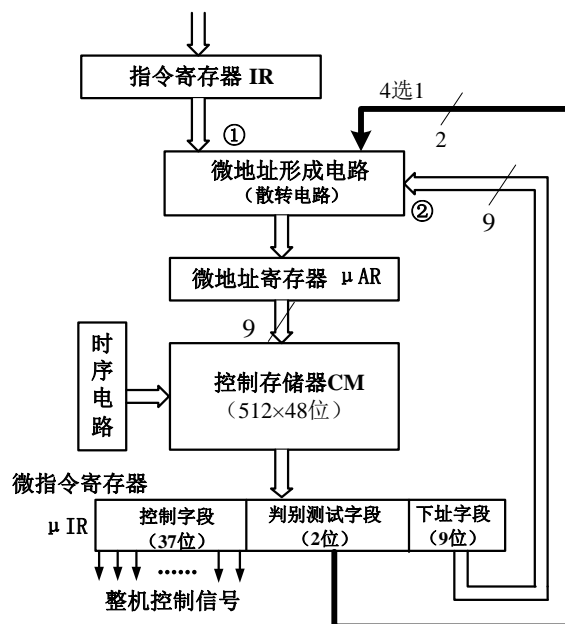 指令寄存器 IR
4选1
①
2
微地址形成电路
（散转电路）
9
②
微地址寄存器 μAR
9
时序电路
控制存储器CM
（512×48位）
微指令寄存器
μIR
控制字段
（37位）
判别测试字段
（2位）
下址字段
（9位）
······
整机控制信号